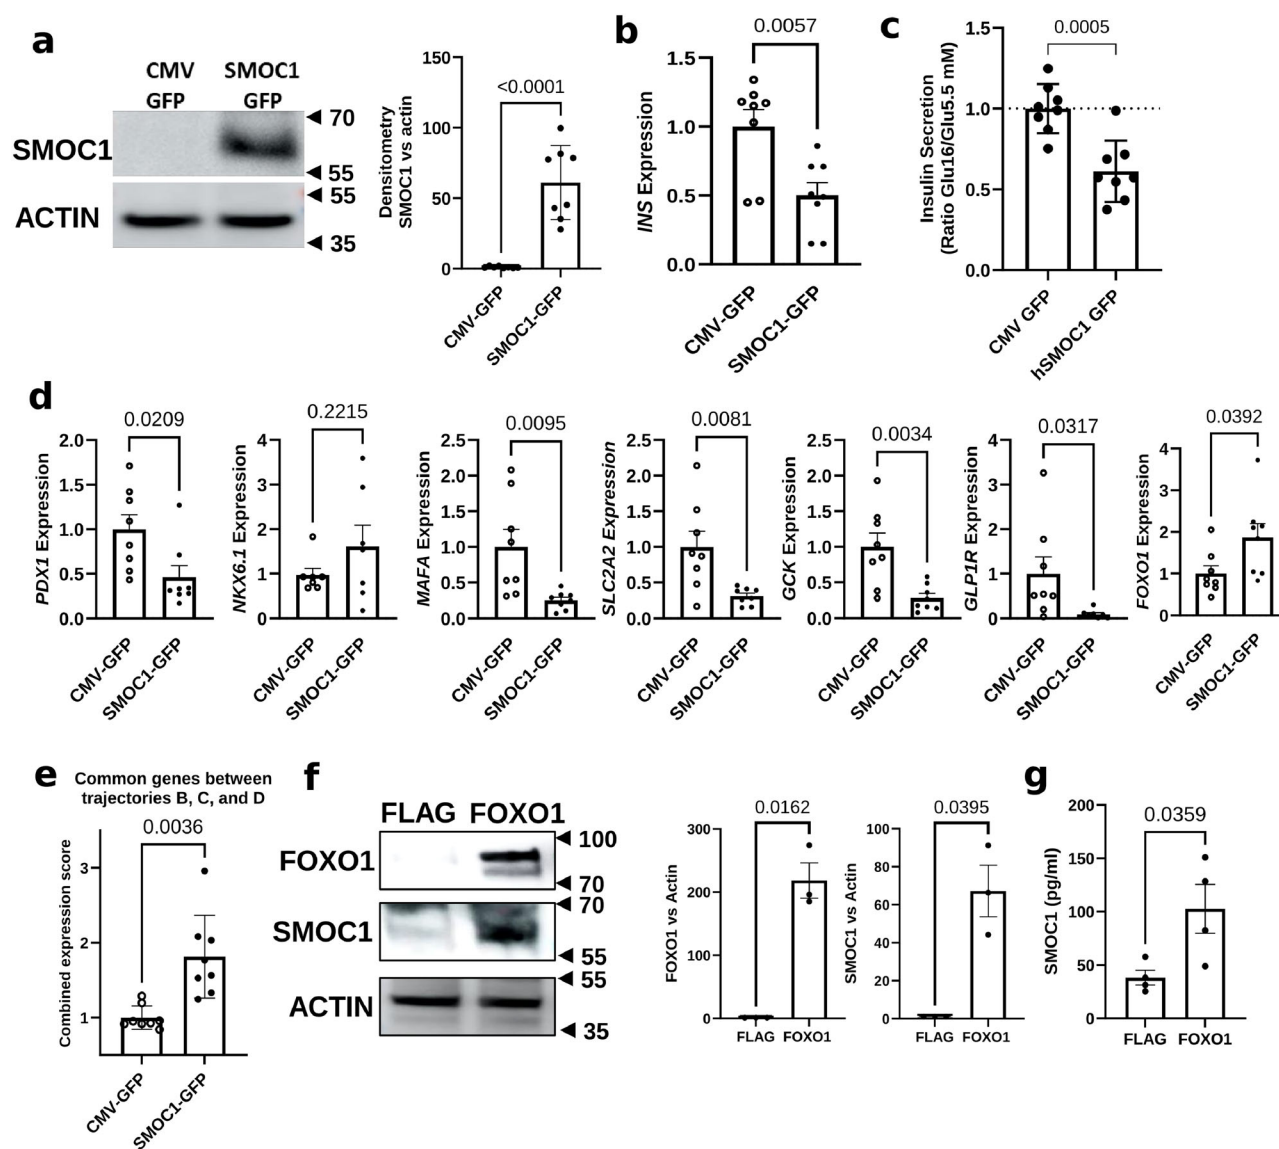 a
CMV
GFP
SMOC1
GFP
SMOC1
ACTIN
70
55
55
35
Densitometry
SMOC1 vs actin
150
100
50
0
<0.0001
CMV-GFP
SMOC1-GFP
b
INS Expression
1.5
1.0
0.5
0.0
0.0057
CMV-GFP
SMOC1-GFP
c
Insulin Secretion
(Ratio Glu16/Glu5.5 mM)
1.5
1.0
0.5
0.0
0.0005
CMV GFP
hSMOC1 GFP
d
PDX1 Expression
2.0
1.5
1.0
0.5
0.0
0.0209
CMV-GFP
SMOC1-GFP
NKX6.1 Expression
4
3
2
1
0
0.2215
CMV-GFP
SMOC1-GFP
MAFA Expression
2.5
2.0
1.5
1.0
0.5
0.0
0.0095
CMV-GFP
SMOC1-GFP
SLC2A2 Expression
2.5
2.0
1.5
1.0
0.5
0.0
0.0081
CMV-GFP
SMOC1-GFP
GCK Expression
2.5
2.0
1.5
1.0
0.5
0.0
0.0034
CMV-GFP
SMOC1-GFP
GLP1R Expression
4
3
2
1
0
0.0317
CMV-GFP
SMOC1-GFP
FOXO1 Expression
4
3
2
1
0
0.0392
CMV-GFP
SMOC1-GFP
e
Common genes between
trajectories B, C, and D
Combined expression score
3
2
1
0.0036
CMV-GFP
SMOC1-GFP
f
FLAG FOXO1
FOXO1
SMOC1
ACTIN
100
70
70
55
55
35
FOXO1 vs Actin
300
200
100
0
0.0162
FLAG FOXO1
SMOC1 vs Actin
100
80
60
40
20
0
0.0395
FLAG FOXO1
g
SMOC1 (pg/ml)
200
150
100
50
0
0.0359
FLAG FOXO1